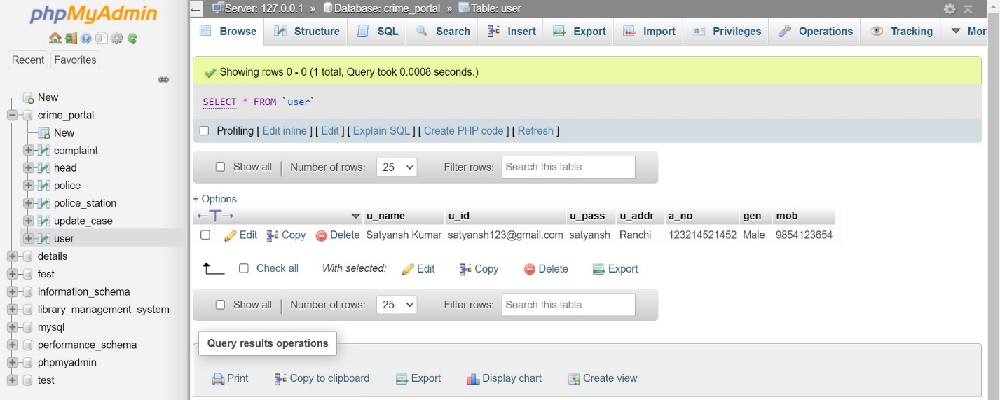 phpMyAdmin
Recent Favorites
New
crime_portal
New
complaint
head
police
police_station
update_case
user
details
fest
information_schema
library_management_system
mysql
performance_schema
phpmyadmin
test
Server: 127.0.0.1 » Database: crime_portal » Table: user
Browse Structure SQL Search Insert Export Import Privileges Operations Tracking Mor
Showing rows 0 - 0 (1 total, Query took 0.0008 seconds.)
SELECT * FROM `user`
Profiling [ Edit inline ] [ Edit ] [ Explain SQL ] [ Create PHP code ] [ Refresh ]
Show all | Number of rows: 25 Filter rows: Search this table
+ Options
←T→ u_name u_id u_pass u_addr a_no gen mob
Edit Copy Delete Satyansh Kumar satyansh123@gmail.com satyansh Ranchi 123214521452 Male 9854123654
Check all With selected: Edit Copy Delete Export
Show all | Number of rows: 25 Filter rows: Search this table
Query results operations
Print Copy to clipboard Export Display chart Create view